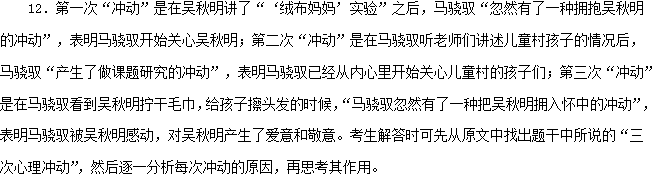 12．第一次“冲动”是在吴秋明讲了“‘绒布妈妈’实验”之后，马骁驭“忽然有了一种拥抱吴秋明
的冲动”，表明马骁驭开始关心吴秋明；第二次“冲动”是在马骁驭听老师们讲述儿童村孩子的情况后，
马骁驭“产生了做课题研究的冲动”，表明马骁驭已经从内心里开始关心儿童村的孩子们；第三次“冲动”
是在马骁驭看到吴秋明拧干毛巾，给孩子擦头发的时候，“马骁驭忽然有了一种把吴秋明拥入怀中的冲动”，
表明马骁驭被吴秋明感动，对吴秋明产生了爱意和敬意。考生解答时可先从原文中找出题干中所说的“三
次心理冲动”，然后逐一分析每次冲动的原因，再思考其作用。